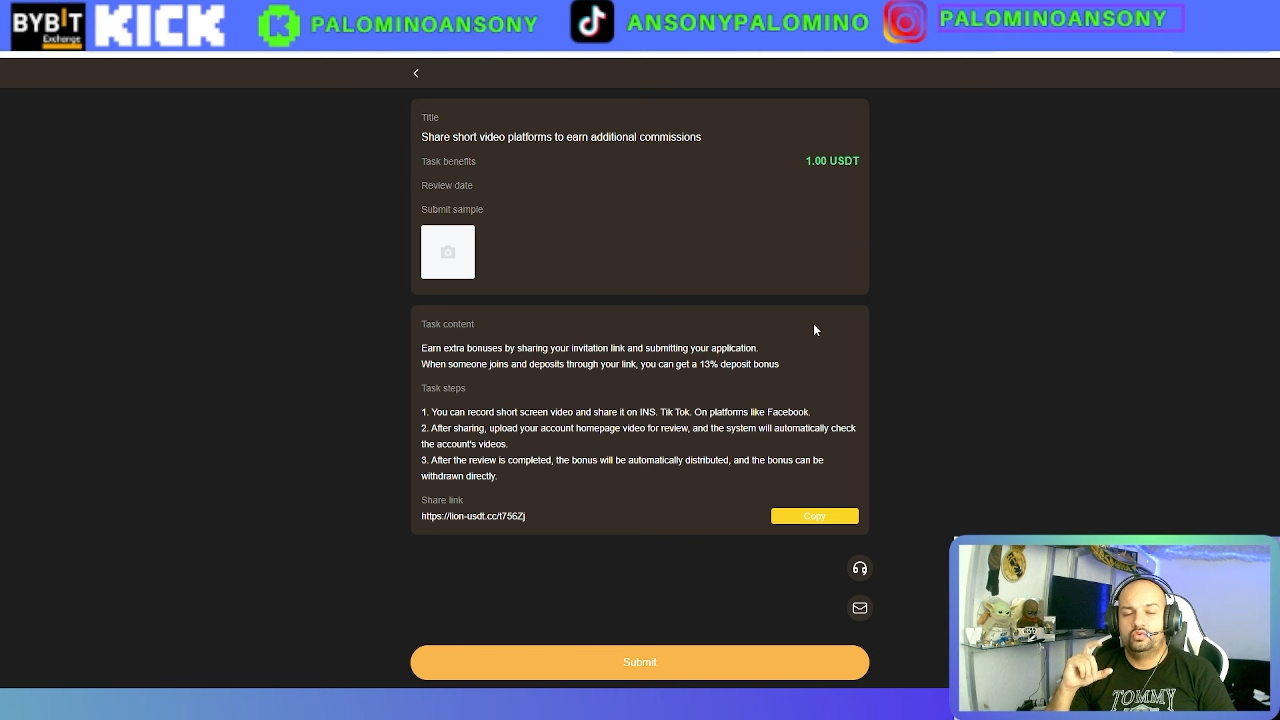 BYBIT
Exchange
KICK
PALOMINOANSONY
ANSONYPALOMINO
PALOMINOANSONY
Title
Share short video platforms to earn additional commissions
Task benefits
1.00 USDT
Review date
Submit sample
Task content
Earn extra bonuses by sharing your invitation link and submitting your application.
When someone joins and deposits through your link, you can get a 13% deposit bonus
Task steps
1. You can record short screen video and share it on INS. Tik Tok. On platforms like Facebook.
2. After sharing, upload your account homepage video for review, and the system will automatically check
the account's videos.
3. After the review is completed, the bonus will be automatically distributed, and the bonus can be
withdrawn directly.
Share link
https://lion-usdt.cc/t756Zj
Copy
Submit
TOMMY